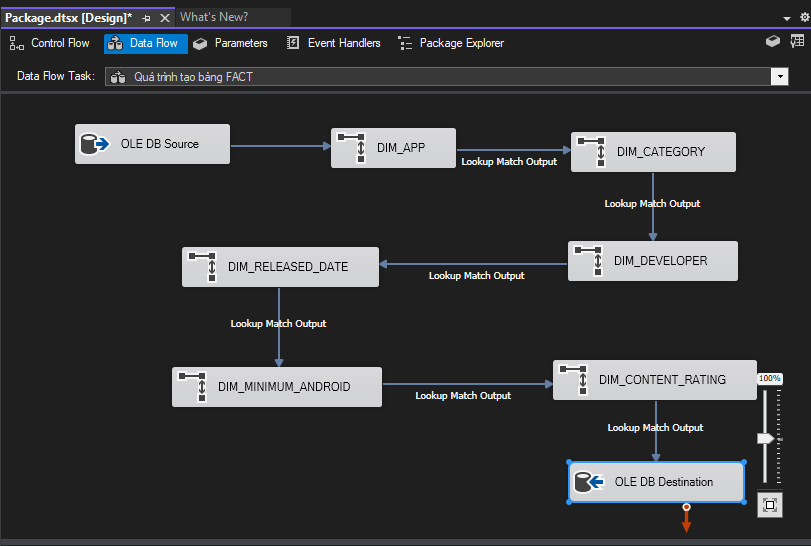 Package.dtsx [Design]* What's New?
Control Flow Data Flow Parameters Event Handlers Package Explorer
Data Flow Task: Quá trình tạo bảng FACT
OLE DB Source
DIM_APP
Lookup Match Output
DIM_CATEGORY
Lookup Match Output
DIM_DEVELOPER
Lookup Match Output
DIM_RELEASED_DATE
Lookup Match Output
DIM_MINIMUM_ANDROID
Lookup Match Output
DIM_CONTENT_RATING
100%
Lookup Match Output
OLE DB Destination